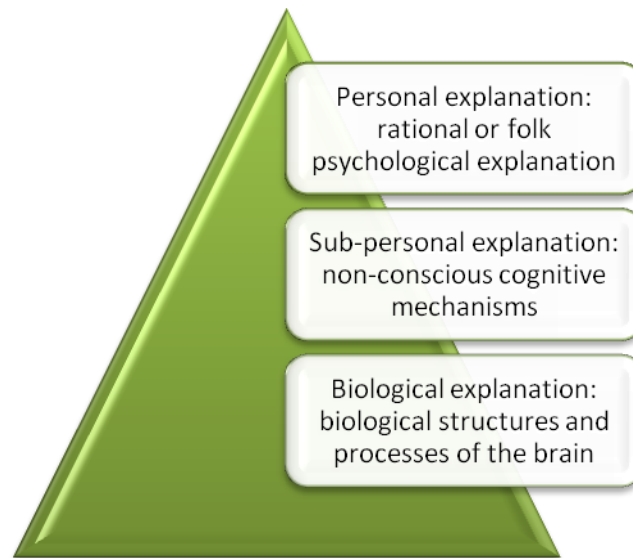 Personal explanation:
rational or folk
psychological explanation
Sub-personal explanation:
non-conscious cognitive
mechanisms
Biological explanation:
biological structures and
processes of the brain